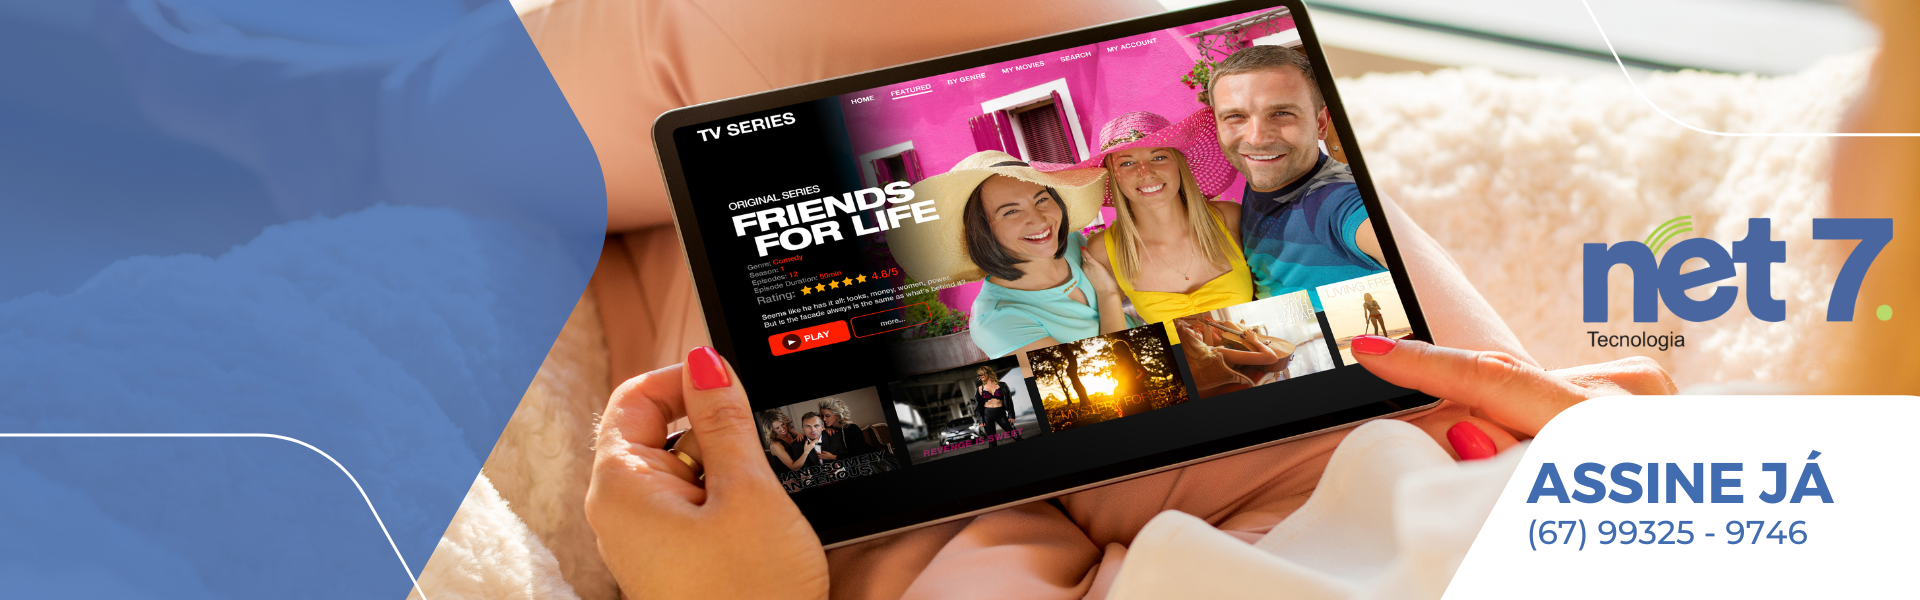 HOME FEATURED BY GENRE MY MOVIES SEARCH MY ACCOUNT
TV SERIES
ORIGINAL SERIES
FRIENDS
FOR LIFE
Genre: Comedy
Season: 1
Episodes: 12
Episode Duration: 50min
Rating: 4.8/5
Seems like he has it all: looks, money, women, power.
But is the facade always is the same as what's behind it?
PLAY
more...
REVENGE IS SWEET
MYSTERY FOREST
LIVING FREE
net 7.
Tecnologia
ASSINE JÁ
(67) 99325 - 9746